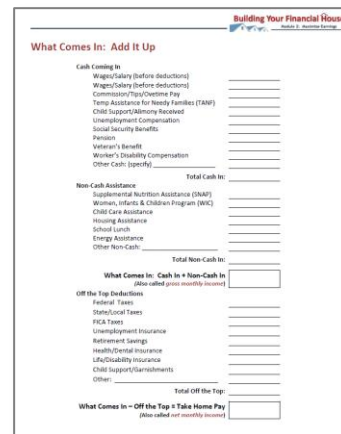 Building Your Financial House
Module 2: Maximize Earnings
What Comes In: Add It Up
Cash Coming In
Wages/Salary (before deductions)
Wages/Salary (before deductions)
Commission/Tips/Ovetime Pay
Temp Assistance for Needy Families (TANF)
Child Support/Alimony Received
Unemployment Compensation
Social Security Benefits
Pension
Veteran's Benefit
Worker's Disability Compensation
Other Cash: (specify)
Total Cash In:
Non-Cash Assistance
Supplemental Nutrition Assistance (SNAP)
Women, Infants & Children Program (WIC)
Child Care Assistance
Housing Assistance
School Lunch
Energy Assistance
Other Non-Cash:
Total Non-Cash In:
What Comes In: Cash In + Non-Cash In
(Also called gross monthly income)
Off the Top Deductions
Federal Taxes
State/Local Taxes
FICA Taxes
Unemployment Insurance
Retirement Savings
Health/Dental Insurance
Life/Disability Insurance
Child Support/Garnishments
Other:
Total Off the Top:
What Comes In – Off the Top = Take Home Pay
(Also called net monthly income)